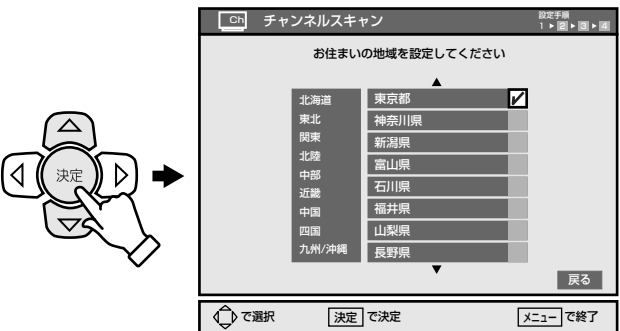 Ch チャンネルスキャン
設定手順
1 ▶ 2 ▶ 3 ▶ 4
お住まいの地域を設定してください
▲
北海道
東北
関東
北陸
中部
近畿
中国
四国
九州/沖縄
東京都
神奈川県
新潟県
富山県
石川県
福井県
山梨県
長野県
▼
戻る
決定
で選択
決定 で決定
メニュー で終了